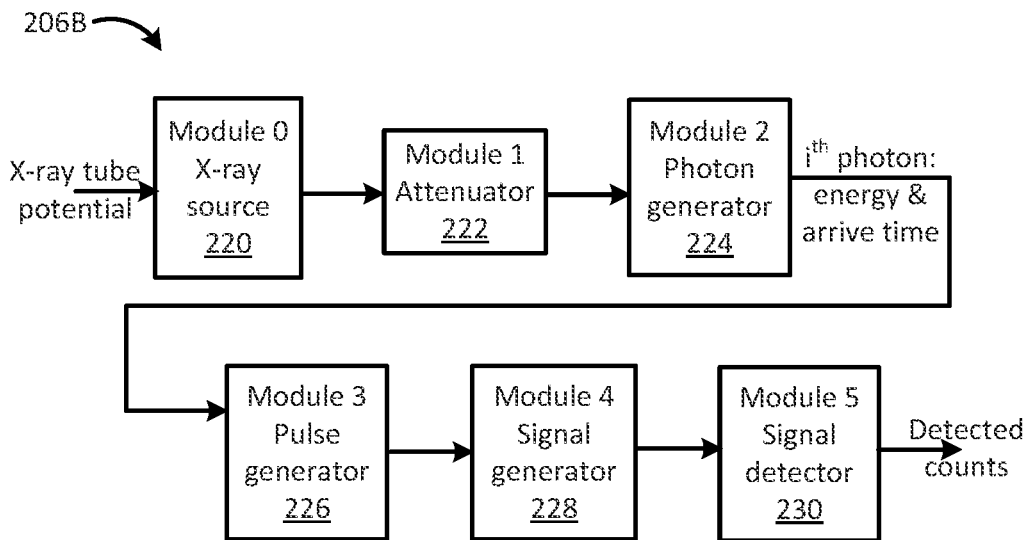 206B
X-ray tube
potential
Module 0
X-ray
source
220
Module 1
Attenuator
222
Module 2
Photon
generator
224
i^th photon:
energy &
arrive time
Module 3
Pulse
generator
226
Module 4
Signal
generator
228
Module 5
Signal
detector
230
Detected
counts